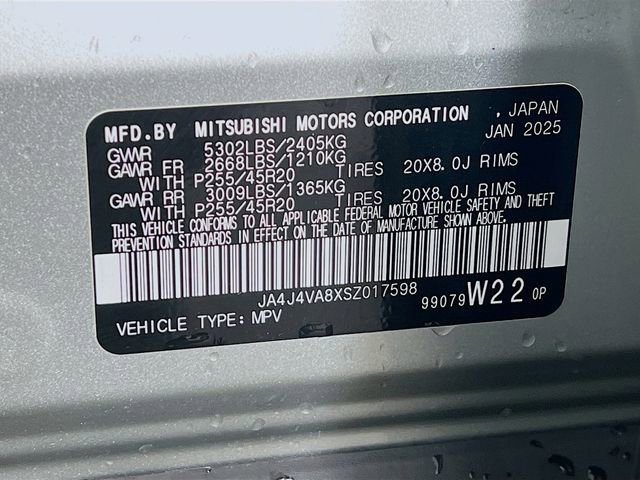 MFD.BY MITSUBISHI MOTORS CORPORATION , JAPAN
JAN 2025
GVWR 5302LBS/2405KG
GAWR FR 2668LBS/1210KG
WITH P255/45R20 TIRES 20X8.0J RIMS
GAWR RR 3009LBS/1365KG
WITH P255/45R20 TIRES 20X8.0J RIMS
THIS VEHICLE CONFORMS TO ALL APPLICABLE FEDERAL MOTOR VEHICLE SAFETY AND THEFT
PREVENTION STANDARDS IN EFFECT ON THE DATE OF MANUFACTURE SHOWN ABOVE.
JA4J4VA8XSZ017598
99079 W22 0P
VEHICLE TYPE: MPV